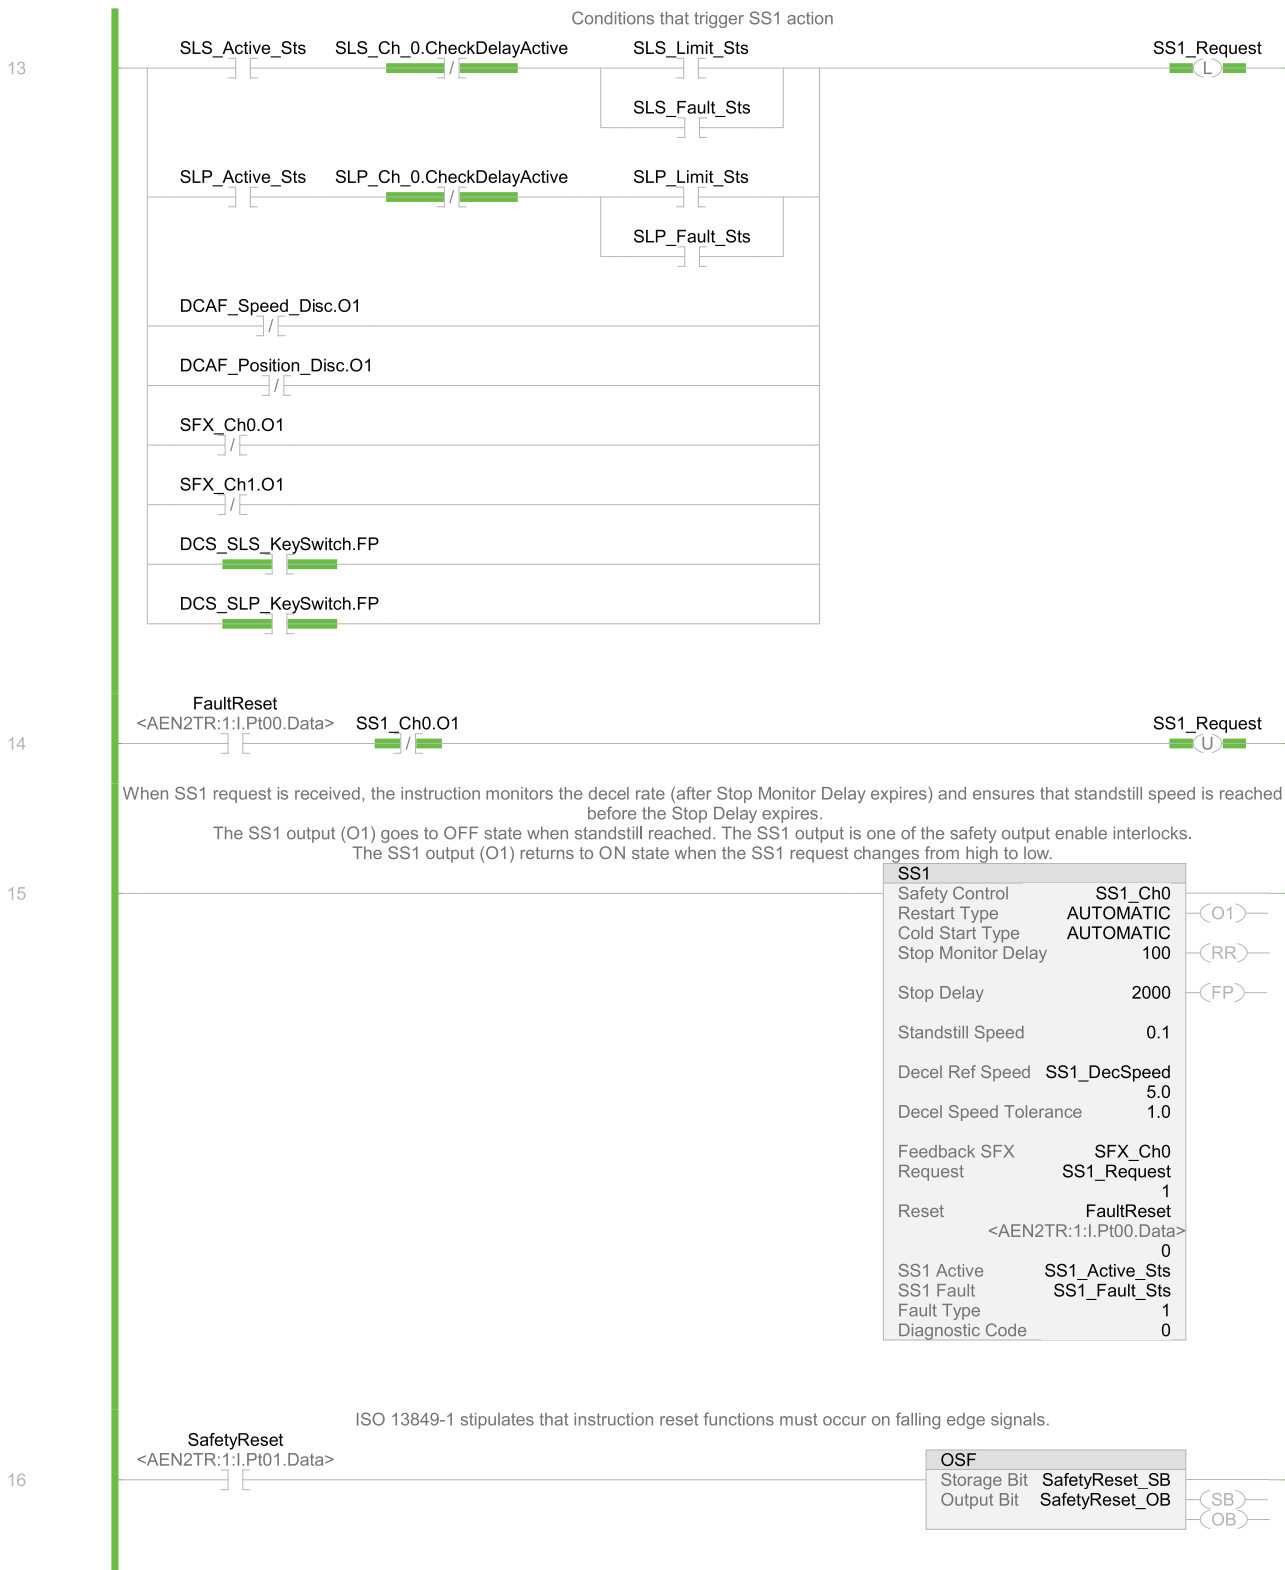 Conditions that trigger SS1 action
SLS_Active_Sts SLS_Ch_0.CheckDelayActive SLS_Limit_Sts SS1_Request
13 / L
SLS_Fault_Sts
SLP_Active_Sts SLP_Ch_0.CheckDelayActive SLP_Limit_Sts
/
SLP_Fault_Sts
DCAF_Speed_Disc.O1
/
DCAF_Position_Disc.O1
/
SFX_Ch0.O1
/
SFX_Ch1.O1
/
DCS_SLS_KeySwitch.FP
DCS_SLP_KeySwitch.FP
FaultReset
<AEN2TR:1:I.Pt00.Data> SS1_Ch0.O1 SS1_Request
14 / U
When SS1 request is received, the instruction monitors the decel rate (after Stop Monitor Delay expires) and ensures that standstill speed is reached
before the Stop Delay expires.
The SS1 output (O1) goes to OFF state when standstill reached. The SS1 output is one of the safety output enable interlocks.
The SS1 output (O1) returns to ON state when the SS1 request changes from high to low.
SS1
15 Safety Control SS1_Ch0
Restart Type AUTOMATIC O1
Cold Start Type AUTOMATIC
Stop Monitor Delay 100 RR
Stop Delay 2000 FP
Standstill Speed 0.1
Decel Ref Speed SS1_DecSpeed
5.0
Decel Speed Tolerance 1.0
Feedback SFX SFX_Ch0
Request SS1_Request
1
Reset FaultReset
<AEN2TR:1:I.Pt00.Data>
0
SS1 Active SS1_Active_Sts
SS1 Fault SS1_Fault_Sts
Fault Type 1
Diagnostic Code 0
ISO 13849-1 stipulates that instruction reset functions must occur on falling edge signals.
SafetyReset
<AEN2TR:1:I.Pt01.Data> OSF
16 Storage Bit SafetyReset_SB
Output Bit SafetyReset_OB SB
OB